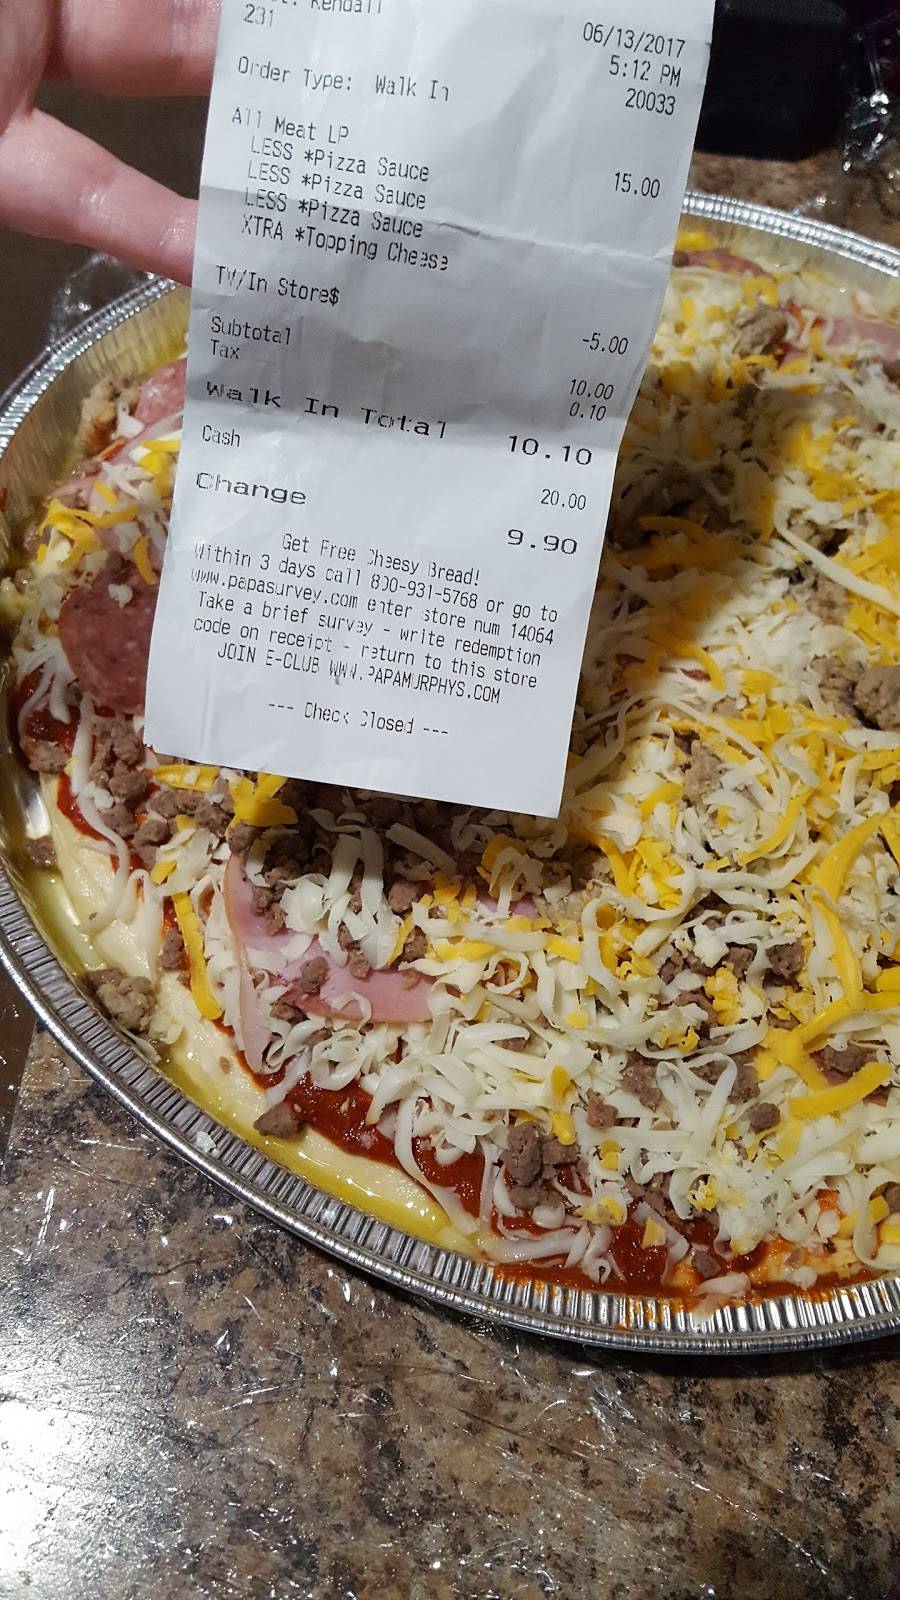 Kendall
231 06/13/2017
5:12 PM
Order Type: Walk In 20033
All Meat LP 15.00
LESS *Pizza Sauce
LESS *Pizza Sauce
LESS *Pizza Sauce
XTRA *Topping Cheese
TV/In Store$ -5.00
Subtotal 10.00
Tax 0.10
Walk In Total 10.10
Cash 20.00
Change 9.90
Get Free Cheesy Bread!
Within 3 days call 800-931-5768 or go to
www.papasurvey.com enter store num 14064
Take a brief survey - write redemption
code on receipt - return to this store
JOIN E-CLUB WWW.PAPAMURPHYS.COM
--- Check Closed ---